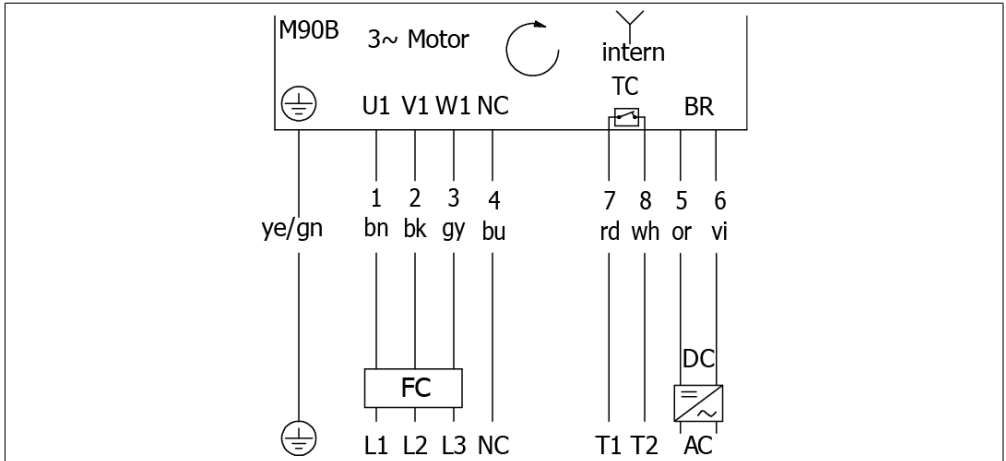 M90B 3~ Motor intern
TC
U1 V1 W1 NC BR
1 2 3 4 7 8 5 6
ye/gn bn bk gy bu rd wh or vi
DC
FC
L1 L2 L3 NC T1 T2 AC